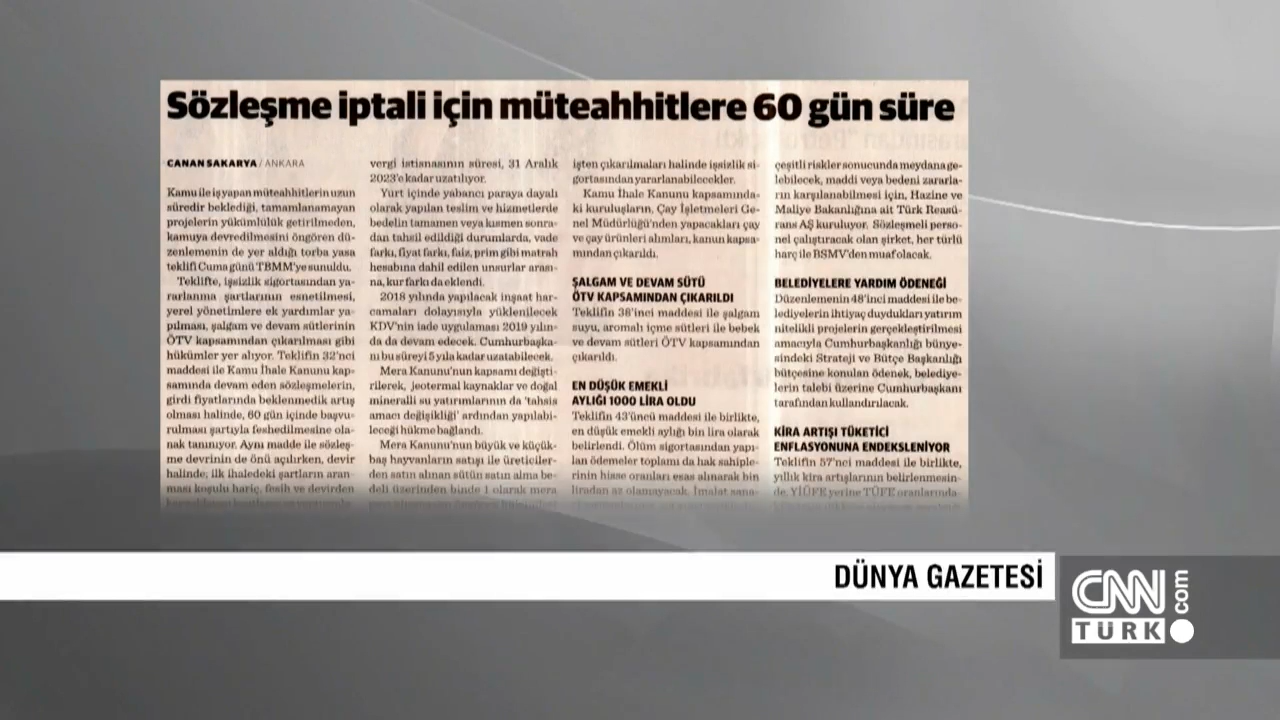 Sözleşme iptali için müteahhitlere 60 gün süre
CANAN SAKARYA / ANKARA
Kamu ile iş yapan müteahhitlerin uzun
süredir beklediği, tamamlanamayan
projelerin yükümlülük getirilmeden,
kamuya devredilmesini öngören dü-
zenlemenin de yer aldığı torba yasa
teklifi Cuma günü TBMM'ye sunuldu.
Teklifte, işsizlik sigortasından ya-
rarlanma şartlarının esnetilmesi,
yerel yönetimlere ek yardımlar ya-
pılması, şalgam ve devam sütlerinin
ÖTV kapsamından çıkarılması gibi
hükümler yer alıyor. Teklifin 32'nci
maddesi ile Kamu İhale Kanunu kap-
samında devam eden sözleşmelerin,
girdi fiyatlarında beklenmedik artış
olması halinde, 60 gün içinde başvu-
rulması şartıyla feshedilmesine ola-
nak tanınıyor. Aynı madde ile sözleş-
me devrinin de önü açılırken, devir
halinde; ilk ihaledeki şartların aran-
ması koşulu hariç, fesih ve devirden
vergi istisnasının süresi, 31 Aralık
2023'e kadar uzatılıyor.
Yurt içinde yabancı paraya dayalı
olarak yapılan teslim ve hizmetlerde
bedelin tamamen veya kısmen sonra-
dan tahsil edildiği durumlarda, vade
farkı, fiyat farkı, faiz, prim gibi matrah
hesabına dahil edilen unsurlar arası-
na, kur farkı da eklendi.
2018 yılında yapılacak inşaat har-
camaları dolayısıyla yüklenilecek
KDV'nin iade uygulaması 2019 yılın-
da da devam edecek. Cumhurbaşka-
nı bu süreyi 5 yıla kadar uzatabilecek.
Mera Kanunu'nun kapsamı değişti-
rilerek, jeotermal kaynaklar ve doğal
mineralli su yatırımlarının da 'tahsis
amacı değişikliği' ardından yapılabi-
leceği hükme bağlandı.
Mera Kanunu'nun büyük ve küçük-
baş hayvanların satışı ile üreticiler-
den satın alınan sütün satın alma be-
deli üzerinden binde 1 olarak mera
işten çıkarılmaları halinde işsizlik si-
gortasından yararlanabilecekler.
Kamu İhale Kanunu kapsamında-
ki kuruluşların, Çay İşletmeleri Ge-
nel Müdürlüğü'nden yapacakları çay
ve çay ürünleri alımları, kanun kapsa-
mından çıkarıldı.
ŞALGAM VE DEVAM SÜTÜ
ÖTV KAPSAMINDAN ÇIKARILDI
Teklifin 38'inci maddesi ile şalgam
suyu, aromalı içme sütleri ile bebek
ve devam sütleri ÖTV kapsamından
çıkarıldı.
EN DÜŞÜK EMEKLİ
AYLIĞI 1000 LİRA OLDU
Teklifin 43'üncü maddesi ile birlikte,
en düşük emekli aylığı bin lira olarak
belirlendi. Ölüm sigortasından yapı-
lan ödemeler toplamı da hak sahiple-
rinin hisse oranları esas alınarak bin
liradan az olamayacak. İmalat sana-
çeşitli riskler sonucunda meydana ge-
lebilecek, maddi veya bedeni zararla-
rın karşılanabilmesi için, Hazine ve
Maliye Bakanlığına ait Türk Reasü-
rans AŞ kuruluyor. Sözleşmeli perso-
nel çalıştıracak olan şirket, her türlü
harç ile BSMV'den muaf olacak.
BELEDİYELERE YARDIM ÖDENEĞİ
Düzenlemenin 48'inci maddesi ile be-
lediyelerin ihtiyaç duydukları yatırım
nitelikli projelerin gerçekleştirilmesi
amacıyla Cumhurbaşkanlığı bünye-
sindeki Strateji ve Bütçe Başkanlığı
bütçesine konulan ödenek, belediye-
lerin talebi üzerine Cumhurbaşkanı
tarafından kullandırılacak.
KİRA ARTIŞI TÜKETİCİ
ENFLASYONUNA ENDEKSLENİYOR
Teklifin 57'nci maddesi ile birlikte,
yıllık kira artışlarının belirlenmesin-
de, YİÜFE yerine TÜFE oranlarında
DÜNYA GAZETESİ
CNN
TÜRK
.com